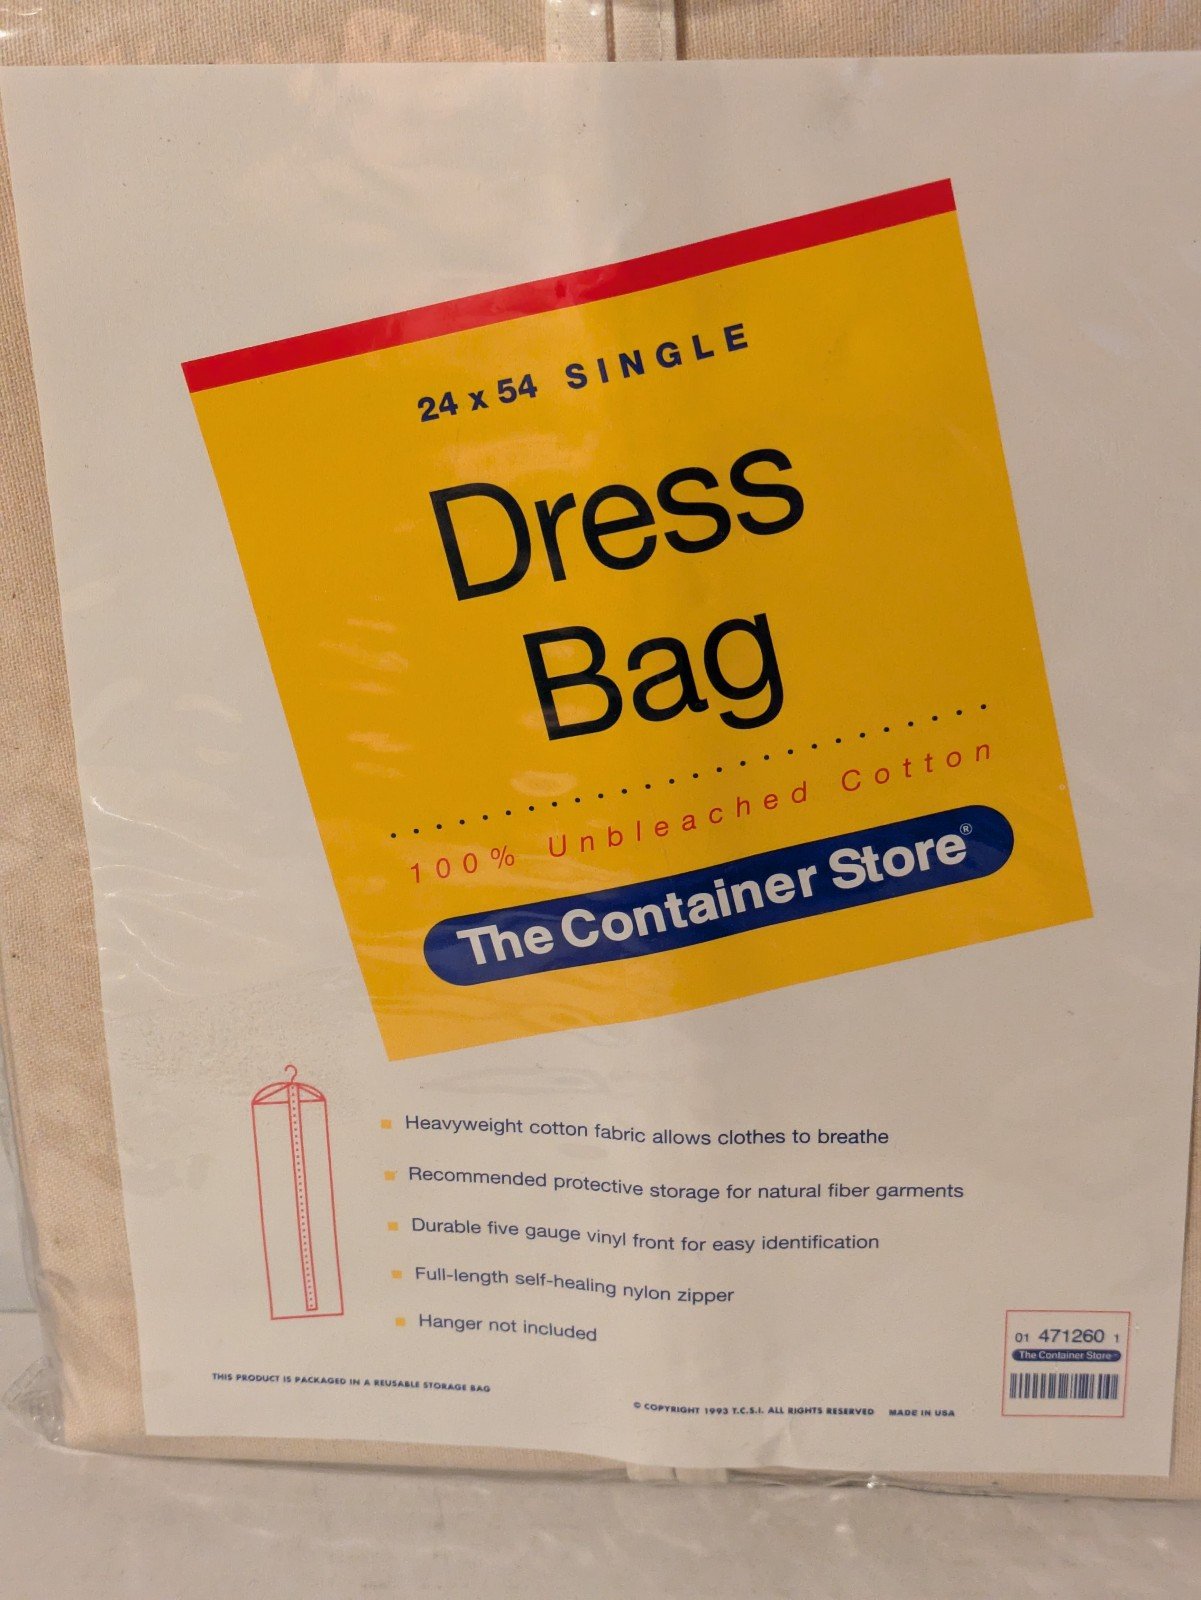 24 x 54 SINGLE
Dress
Bag
100% Unbleached Cotton
The Container Store®
Heavyweight cotton fabric allows clothes to breathe
Recommended protective storage for natural fiber garments
Durable five gauge vinyl front for easy identification
Full-length self-healing nylon zipper
Hanger not included
01 471260 1
The Container Store
THIS PRODUCT IS PACKAGED IN A REUSABLE STORAGE BAG
© COPYRIGHT 1993 T.C.S.I. ALL RIGHTS RESERVED MADE IN USA